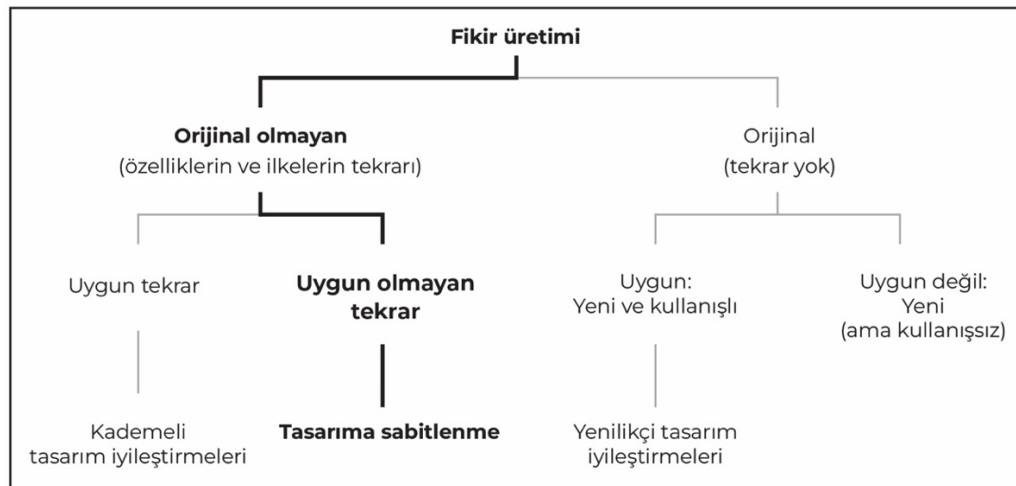 Fikir üretimi
Orijinal olmayan
(özelliklerin ve ilkelerin tekrarı)
Orijinal
(tekrar yok)
Uygun tekrar
Uygun olmayan
tekrar
Uygun:
Yeni ve kullanışlı
Uygun değil:
Yeni
(ama kullanışsız)
Kademeli
tasarım iyileştirmeleri
Tasarıma sabitlenme
Yenilikçi tasarım
iyileştirmeleri